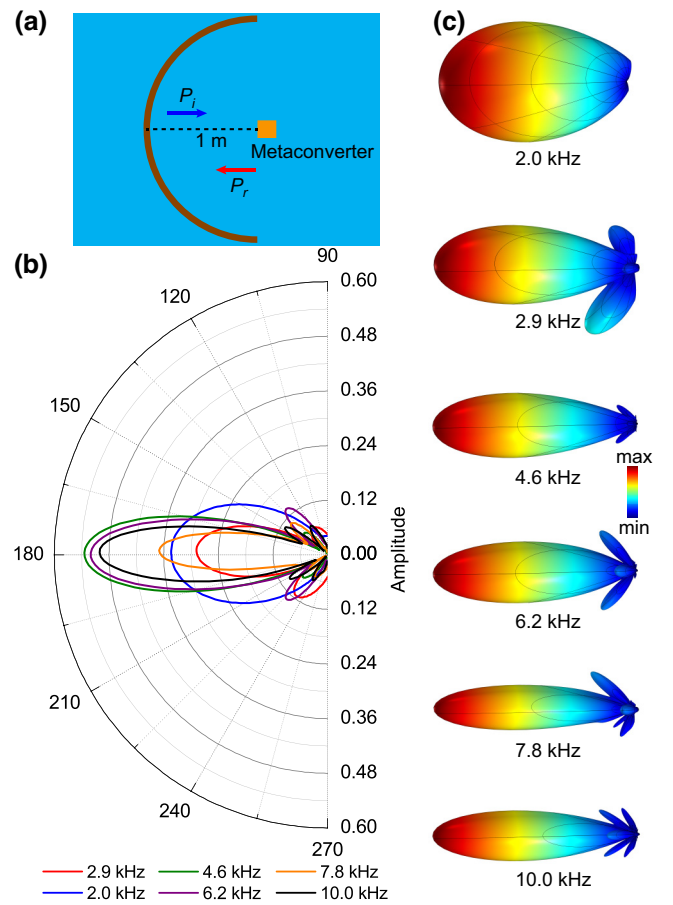 (a)
P_i
1 m
Metaconverter
P_r
(b)
90
120
150
180
210
240
270
0.60
0.48
0.36
0.24
0.12
0.00
0.12
0.24
0.36
0.48
0.60
Amplitude
2.9 kHz 4.6 kHz 7.8 kHz
2.0 kHz 6.2 kHz 10.0 kHz
(c)
2.0 kHz
2.9 kHz
4.6 kHz
max
min
6.2 kHz
7.8 kHz
10.0 kHz